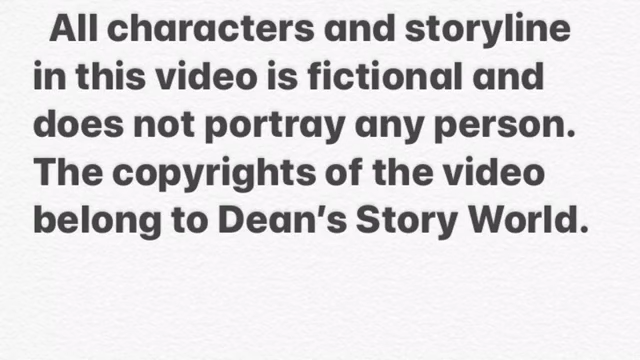 All characters and storyline
in this video is fictional and
does not portray any person.
The copyrights of the video
belong to Dean's Story World.